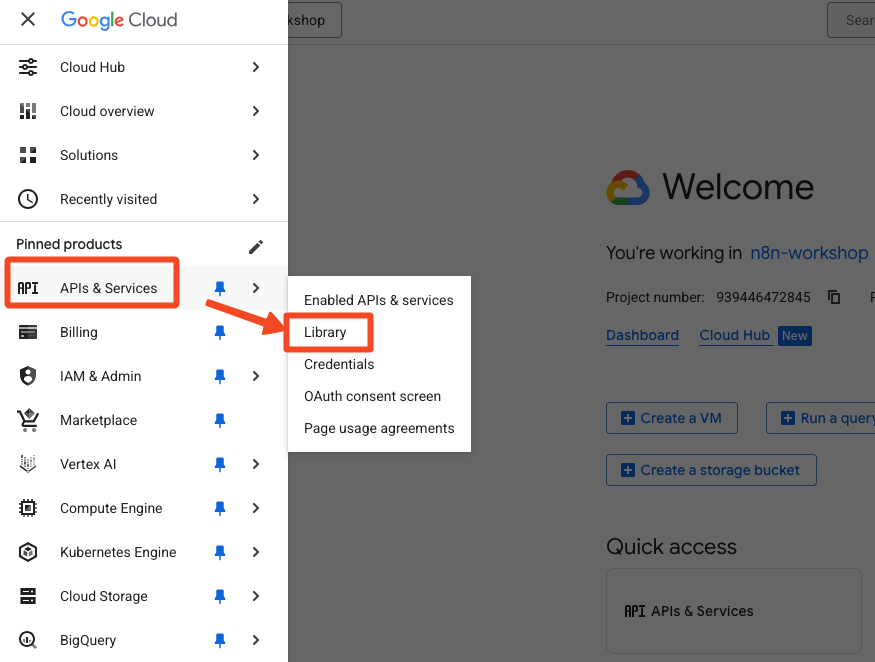 Google Cloud
kshop
Sear
Cloud Hub
Cloud overview
Solutions
Recently visited
Pinned products
API APIs & Services
Billing
IAM & Admin
Marketplace
Vertex AI
Compute Engine
Kubernetes Engine
Cloud Storage
BigQuery
Enabled APIs & services
Library
Credentials
OAuth consent screen
Page usage agreements
Welcome
You're working in n8n-workshop
Project number: 939446472845
Dashboard Cloud Hub New
Create a VM Run a query
Create a storage bucket
Quick access
API APIs & Services